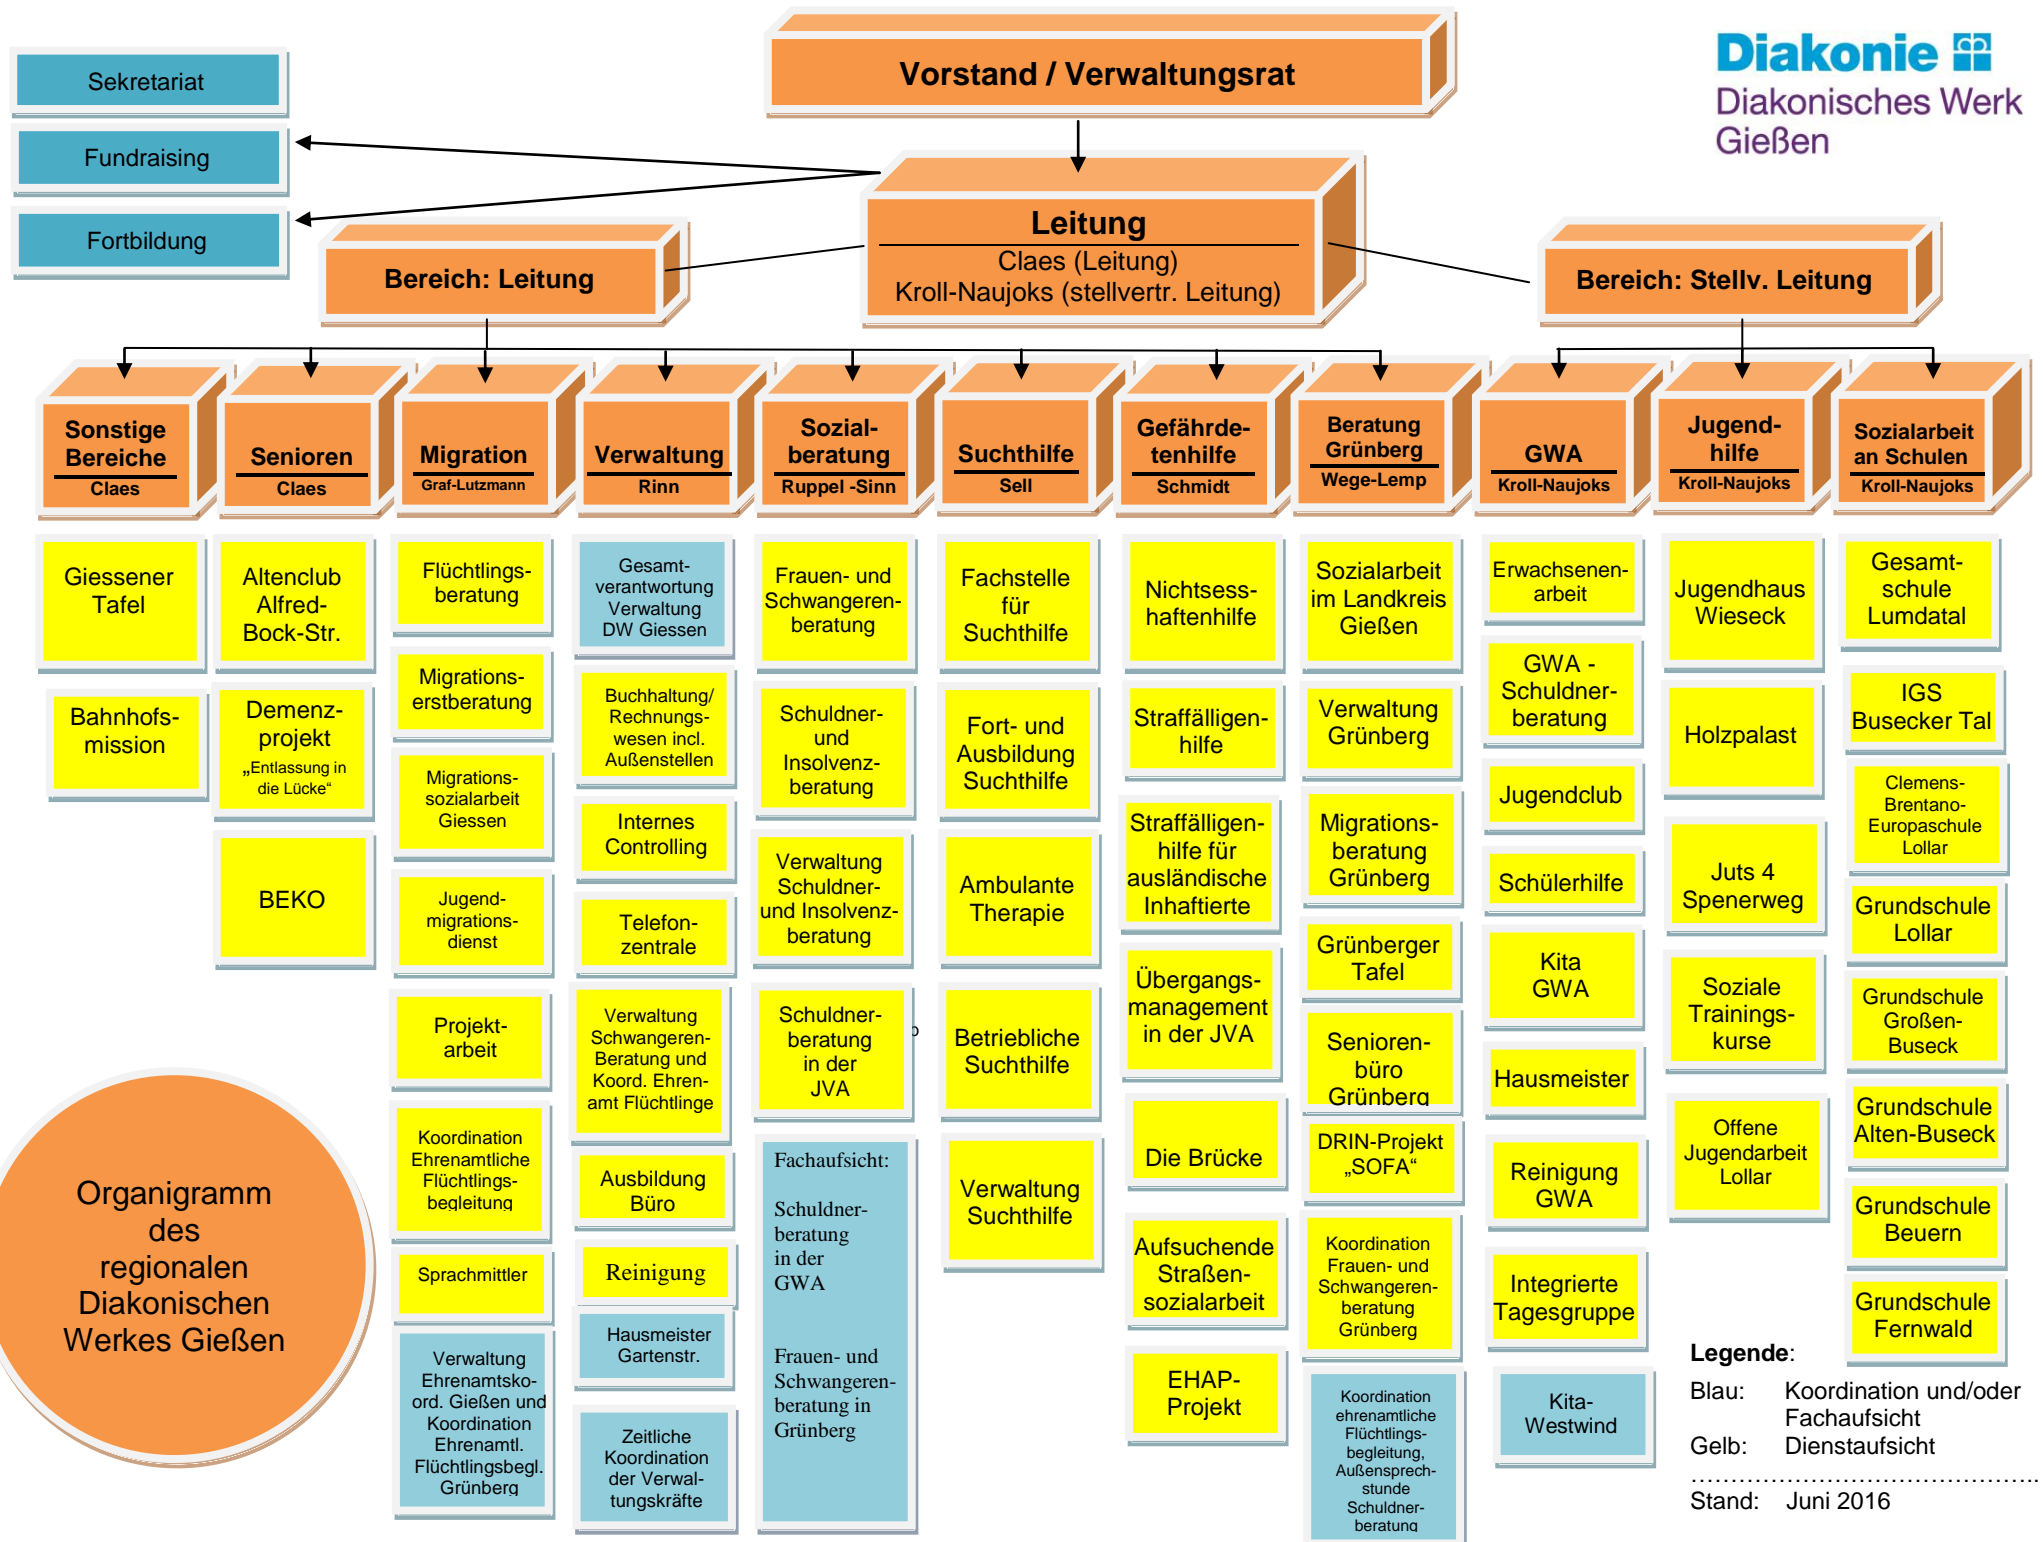 Sekretariat
Fundraising
Fortbildung
Vorstand / Verwaltungsrat
Diakonie
Diakonisches Werk
Gießen
Leitung
Claes (Leitung)
Kroll-Naujoks (stellvertr. Leitung)
Bereich: Leitung
Bereich: Stellv. Leitung
Sonstige
Bereiche
Claes
Giessener
Tafel
Bahnhofs-
mission
Senioren
Claes
Altenclub
Alfred-
Bock-Str.
Demenz-
projekt
„Entlassung in
die Lücke“
BEKO
Migration
Graf-Lutzmann
Flüchtlings-
beratung
Migrations-
erstberatung
Migrations-
sozialarbeit
Giessen
Jugend-
migrations-
dienst
Projekt-
arbeit
Koordination
Ehrenamtliche
Flüchtlings-
begleitung
Sprachmittler
Verwaltung
Ehrenamtsko-
ord. Gießen und
Koordination
Ehrenamtl.
Flüchtlingsbegl.
Grünberg
Verwaltung
Rinn
Gesamt-
verantwortung
Verwaltung
DW Giessen
Buchhaltung/
Rechnungs-
wesen incl.
Außenstellen
Internes
Controlling
Telefon-
zentrale
Verwaltung
Schwangeren-
Beratung und
Koord. Ehren-
amt Flüchtlinge
Ausbildung
Büro
Reinigung
Hausmeister
Gartenstr.
Zeitliche
Koordination
der Verwal-
tungskräfte
Sozial-
beratung
Ruppel -Sinn
Frauen- und
Schwangeren-
beratung
Schuldner-
und
Insolvenz-
beratung
Verwaltung
Schuldner-
und Insolvenz-
beratung
Schuldner-
beratung
in der
JVA
Fachaufsicht:
Schuldner-
beratung
in der
GWA
Frauen- und
Schwangeren-
beratung in
Grünberg
Suchthilfe
Sell
Fachstelle
für
Suchthilfe
Fort- und
Ausbildung
Suchthilfe
Ambulante
Therapie
Betriebliche
Suchthilfe
Verwaltung
Suchthilfe
Gefährde-
tenhilfe
Schmidt
Nichtsess-
haftenhilfe
Straffälligen-
hilfe
Straffälligen-
hilfe für
ausländische
Inhaftierte
Übergangs-
management
in der JVA
Die Brücke
Aufsuchende
Straßen-
sozialarbeit
EHAP-
Projekt
Beratung
Grünberg
Wege-Lemp
Sozialarbeit
im Landkreis
Gießen
Verwaltung
Grünberg
Migrations-
beratung
Grünberg
Grünberger
Tafel
Senioren-
büro
Grünberg
DRIN-Projekt
„SOFA“
Koordination
Frauen- und
Schwangeren-
beratung
Grünberg
Koordination
ehrenamtliche
Flüchtlings-
begleitung,
Außensprech-
stunde
Schuldner-
beratung
GWA
Kroll-Naujoks
Erwachsenen-
arbeit
GWA -
Schuldner-
beratung
Jugendclub
Schülerhilfe
Kita
GWA
Hausmeister
Reinigung
GWA
Integrierte
Tagesgruppe
Kita-
Westwind
Jugend-
hilfe
Kroll-Naujoks
Jugendhaus
Wieseck
Holzpalast
Juts 4
Spenerweg
Soziale
Trainings-
kurse
Offene
Jugendarbeit
Lollar
Sozialarbeit
an Schulen
Kroll-Naujoks
Gesamt-
schule
Lumdatal
IGS
Busecker Tal
Clemens-
Brentano-
Europaschule
Lollar
Grundschule
Lollar
Grundschule
Großen-
Buseck
Grundschule
Alten-Buseck
Grundschule
Beuern
Grundschule
Fernwald
Organigramm
des
regionalen
Diakonischen
Werkes Gießen
Legende:
Blau: Koordination und/oder
Fachaufsicht
Gelb: Dienstaufsicht
…………………………………….
Stand: Juni 2016